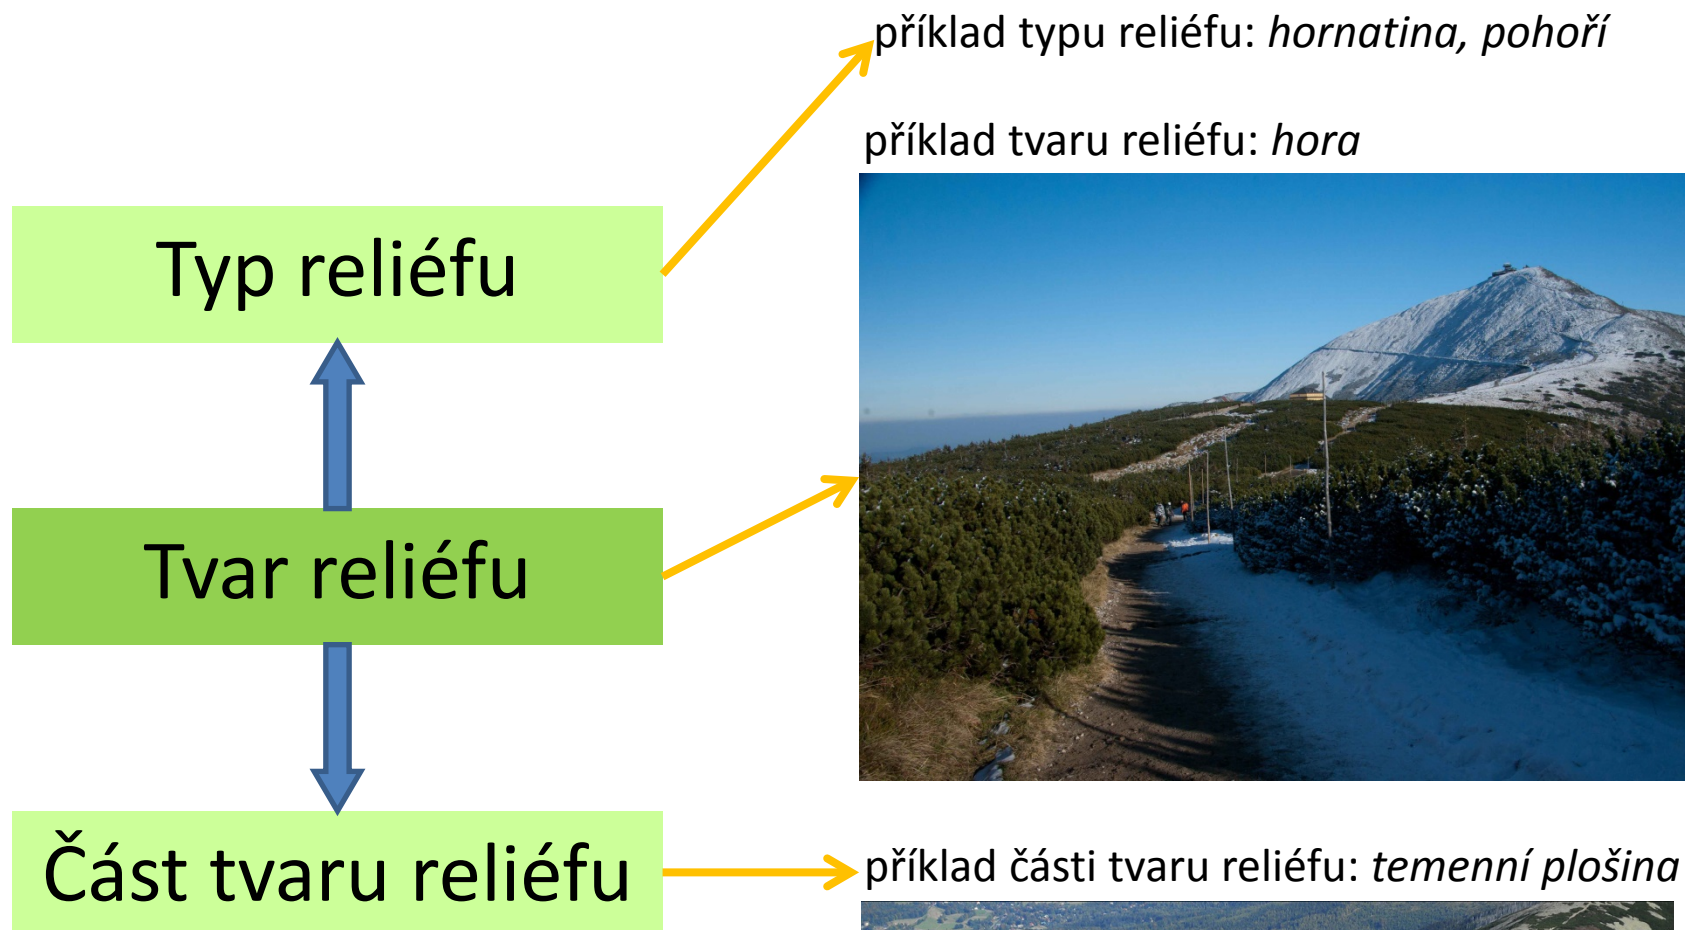 příklad typu reliéfu: hornatina, pohoří
příklad tvaru reliéfu: hora
Typ reliéfu
Tvar reliéfu
Část tvaru reliéfu
příklad části tvaru reliéfu: temenní plošina